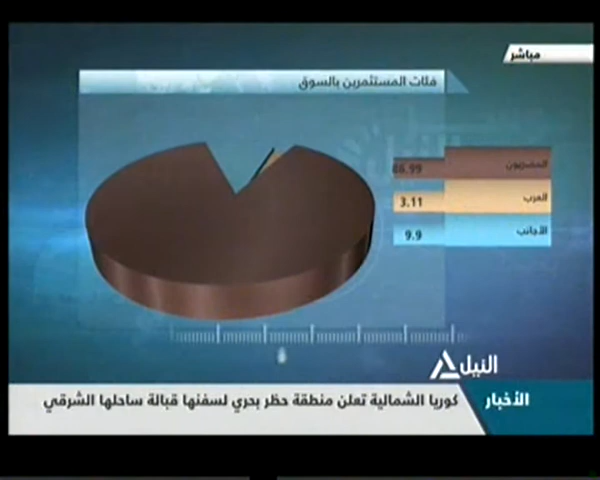 مباشر
فئات المستثمرين بالسوق
المصريون 86.99
العرب 3.11
الأجانب 9.9
النيل
الأخبار
كوريا الشمالية تعلن منطقة حظر بحري لسفنها قبالة ساحلها الشرقي